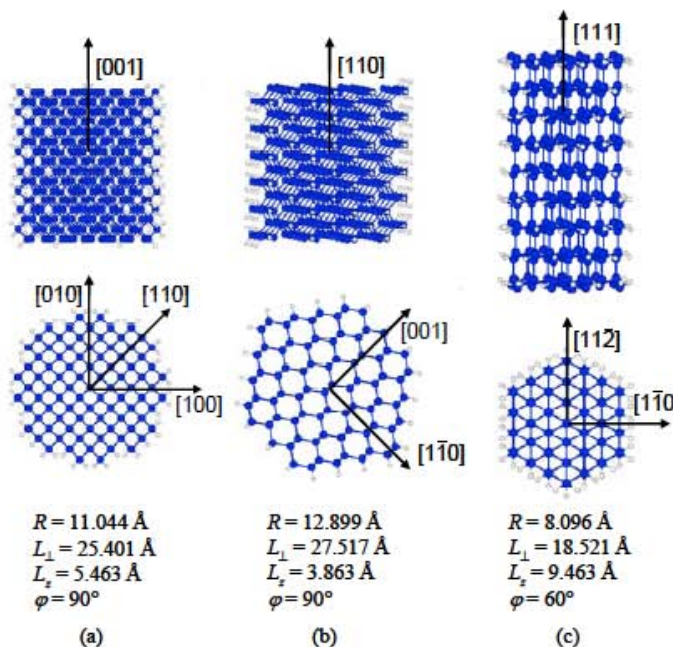 [001]
[010]
[110]
[100]
R = 11.044 Å
L⊥ = 25.401 Å
Lz = 5.463 Å
φ = 90°
(a)
[110]
[001]
[11̄0]
R = 12.899 Å
L⊥ = 27.517 Å
Lz = 3.863 Å
φ = 90°
(b)
[111]
[112̄]
[11̄0]
R = 8.096 Å
L⊥ = 18.521 Å
Lz = 9.463 Å
φ = 60°
(c)